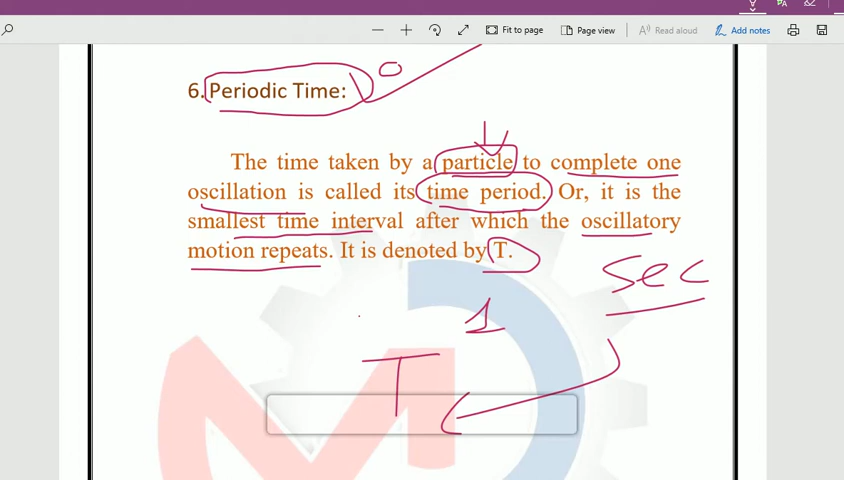 Fit to page Page view Read aloud Add notes
6. Periodic Time:
The time taken by a particle to complete one
oscillation is called its time period. Or, it is the
smallest time interval after which the oscillatory
motion repeats. It is denoted by T.
sec
1
T